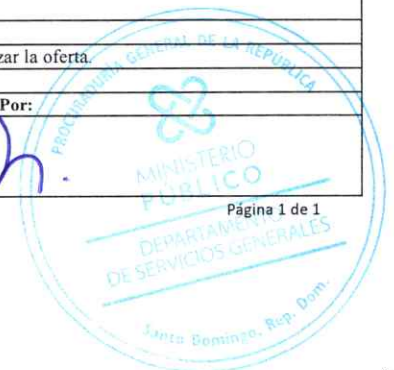 zar la oferta.
Por:
PROCURADURIA GENERAL DE LA REPÚBLICA
MINISTERIO
PÚBLICO
Página 1 de 1
DEPARTAMENTO
DE SERVICIOS GENERALES
Santo Domingo, Rep. Dom.